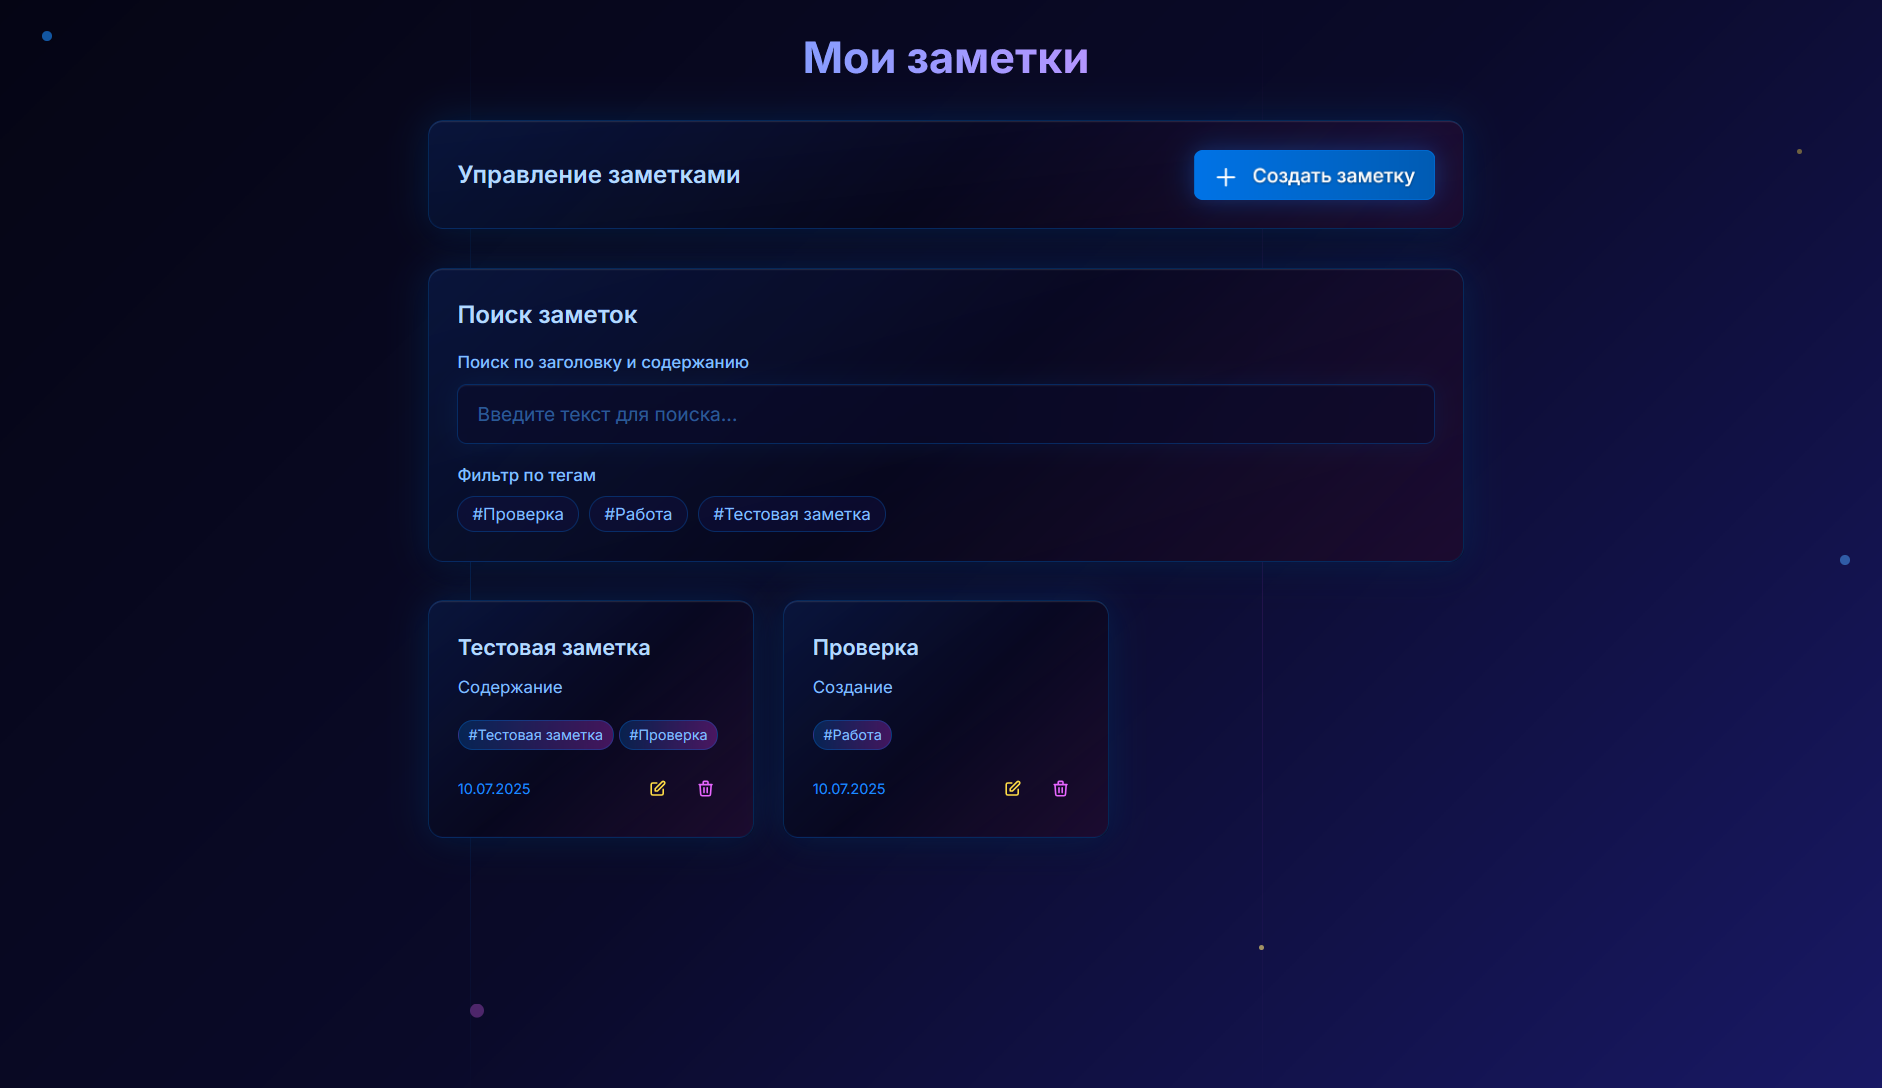 Мои заметки
Управление заметками
Создать заметку
Поиск заметок
Поиск по заголовку и содержанию
Введите текст для поиска...
Фильтр по тегам
#Проверка #Работа #Тестовая заметка
Тестовая заметка
Содержание
#Тестовая заметка #Проверка
10.07.2025
Проверка
Создание
#Работа
10.07.2025